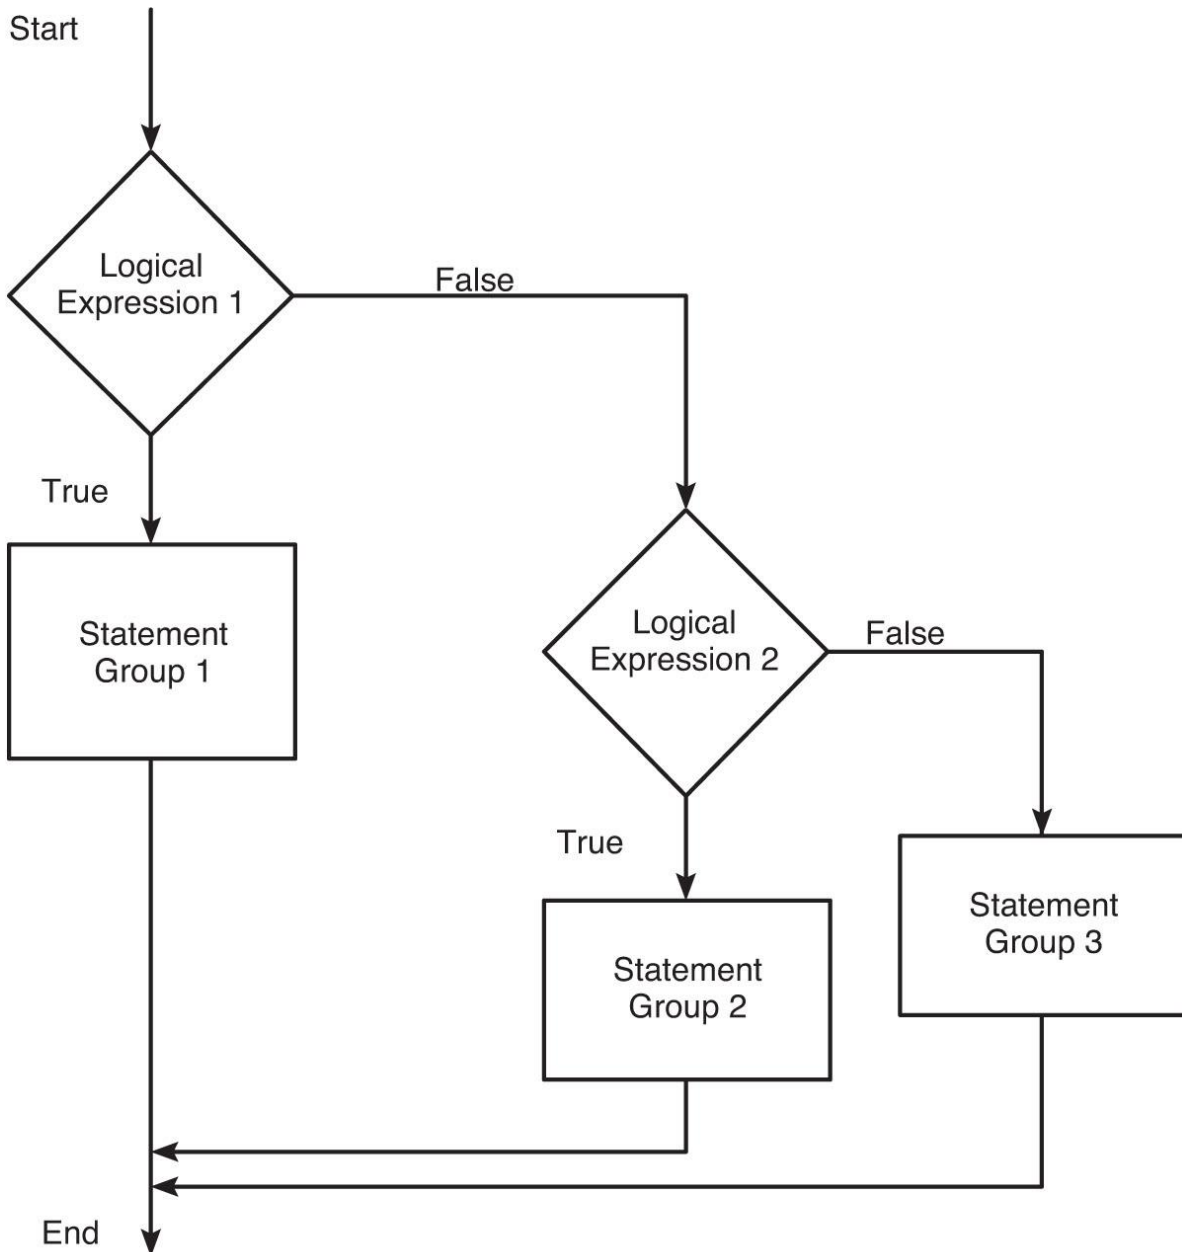 Start
Logical
Expression 1
False
True
Statement
Group 1
Logical
Expression 2
False
True
Statement
Group 2
Statement
Group 3
End